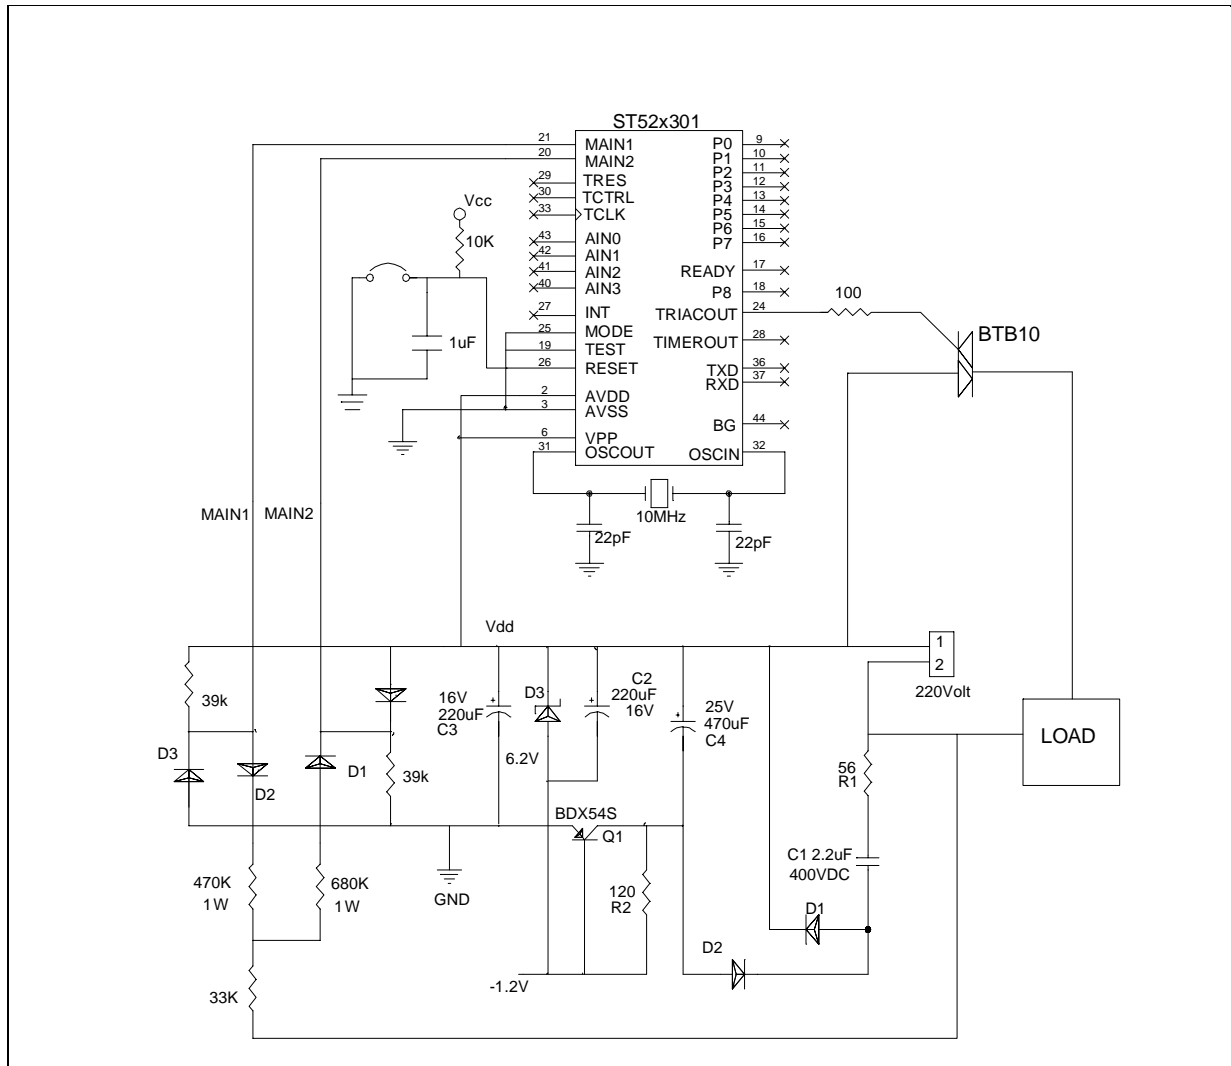 ST52x301
21 MAIN1
20 MAIN2
29 TRES
30 TCTRL
33 TCLK
43 AIN0
42 AIN1
41 AIN2
40 AIN3
27 INT
25 MODE
19 TEST
26 RESET
2 AVDD
3 AVSS
6 VPP
31 OSCOUT
P0 9
P1 10
P2 11
P3 12
P4 13
P5 14
P6 15
P7 16
READY 17
P8 18
TRIACOUT 24
TIMEROUT 28
TXD 36
RXD 37
BG 44
OSCIN 32
Vcc
10K
1uF
100
BTB10
10MHz
22pF
22pF
MAIN1 MAIN2
Vdd
1
2
220Volt
39k
D3
D2
D1
39k
16V
220uF
C3
D3
6.2V
C2
220uF
16V
25V
470uF
C4
LOAD
56
R1
BDX54S
Q1
GND
470K
1W
680K
1W
120
R2
C1 2.2uF
400VDC
D1
D2
-1.2V
33K